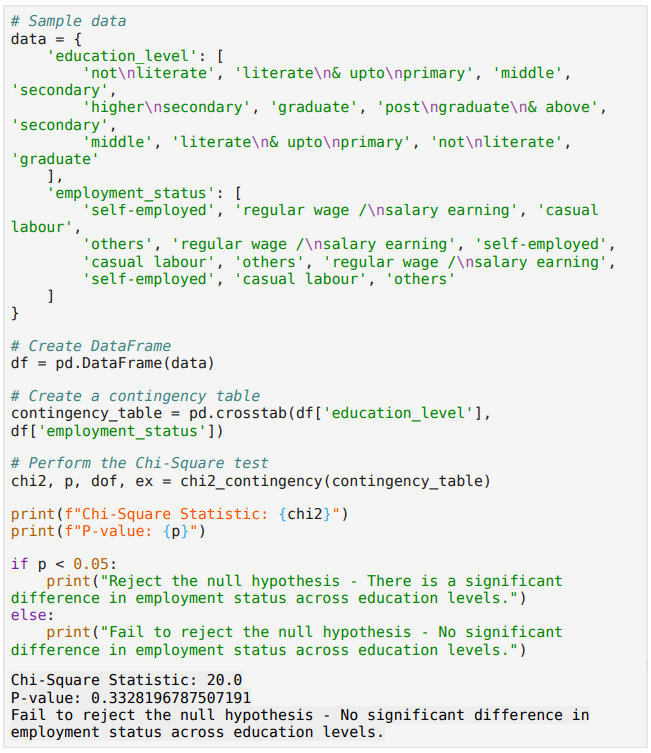 # Sample data
data = {
    'education_level': [
        'not\nliterate', 'literate\n& upto\nprimary', 'middle',
'secondary',
        'higher\nsecondary', 'graduate', 'post\ngraduate\n& above',
'secondary',
        'middle', 'literate\n& upto\nprimary', 'not\nliterate',
'graduate'
    ],
    'employment_status': [
        'self-employed', 'regular wage /\nsalary earning', 'casual
labour',
        'others', 'regular wage /\nsalary earning', 'self-employed',
        'casual labour', 'others', 'regular wage /\nsalary earning',
        'self-employed', 'casual labour', 'others'
    ]
}
# Create DataFrame
df = pd.DataFrame(data)
# Create a contingency table
contingency_table = pd.crosstab(df['education_level'],
df['employment_status'])
# Perform the Chi-Square test
chi2, p, dof, ex = chi2_contingency(contingency_table)
print(f"Chi-Square Statistic: {chi2}")
print(f"P-value: {p}")
if p < 0.05:
    print("Reject the null hypothesis - There is a significant
difference in employment status across education levels.")
else:
    print("Fail to reject the null hypothesis - No significant
difference in employment status across education levels.")
Chi-Square Statistic: 20.0
P-value: 0.3328196787507191
Fail to reject the null hypothesis - No significant difference in
employment status across education levels.